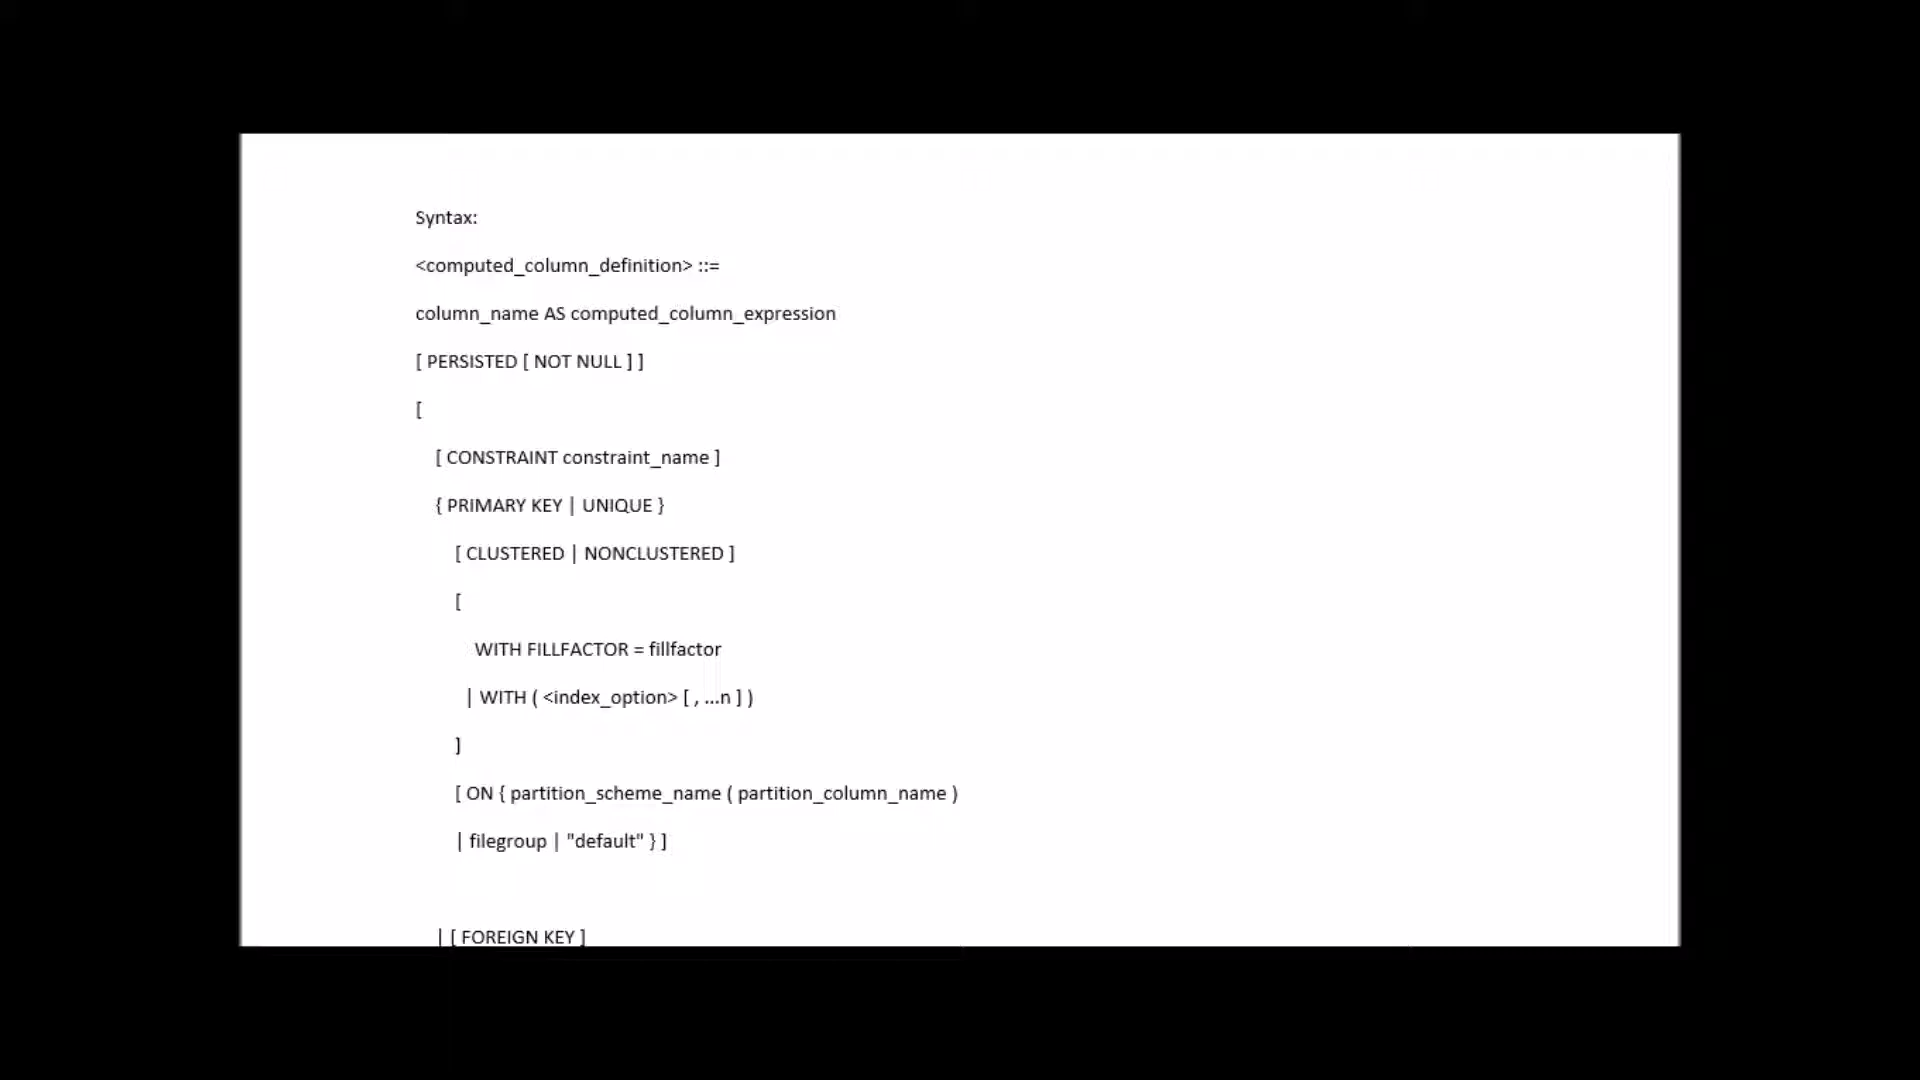 Syntax:
<computed_column_definition> ::=
column_name AS computed_column_expression
[ PERSISTED [ NOT NULL ] ]
[
[ CONSTRAINT constraint_name ]
{ PRIMARY KEY | UNIQUE }
[ CLUSTERED | NONCLUSTERED ]
[
WITH FILLFACTOR = fillfactor
| WITH ( <index_option> [ , ...n ] )
]
[ ON { partition_scheme_name ( partition_column_name )
| filegroup | "default" } ]
| [ FOREIGN KEY ]